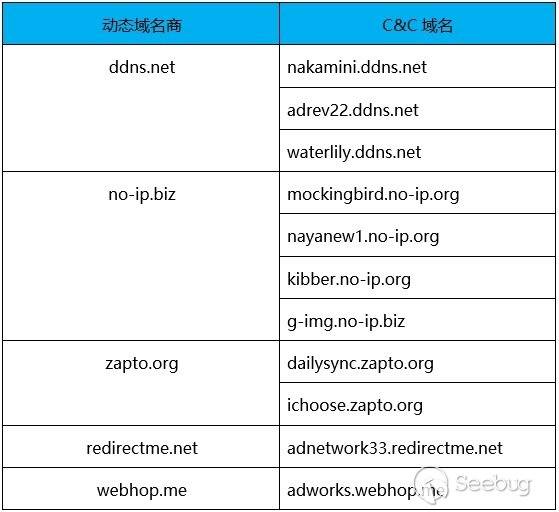 动态域名商 C&C 域名
ddns.net nakamini.ddns.net
adrev22.ddns.net
waterlily.ddns.net
no-ip.biz mockingbird.no-ip.org
nayanew1.no-ip.org
kibber.no-ip.org
g-img.no-ip.biz
zapto.org dailysync.zapto.org
ichoose.zapto.org
redirectme.net adnetwork33.redirectme.net
webhop.me adworks.webhop.me
Seebug